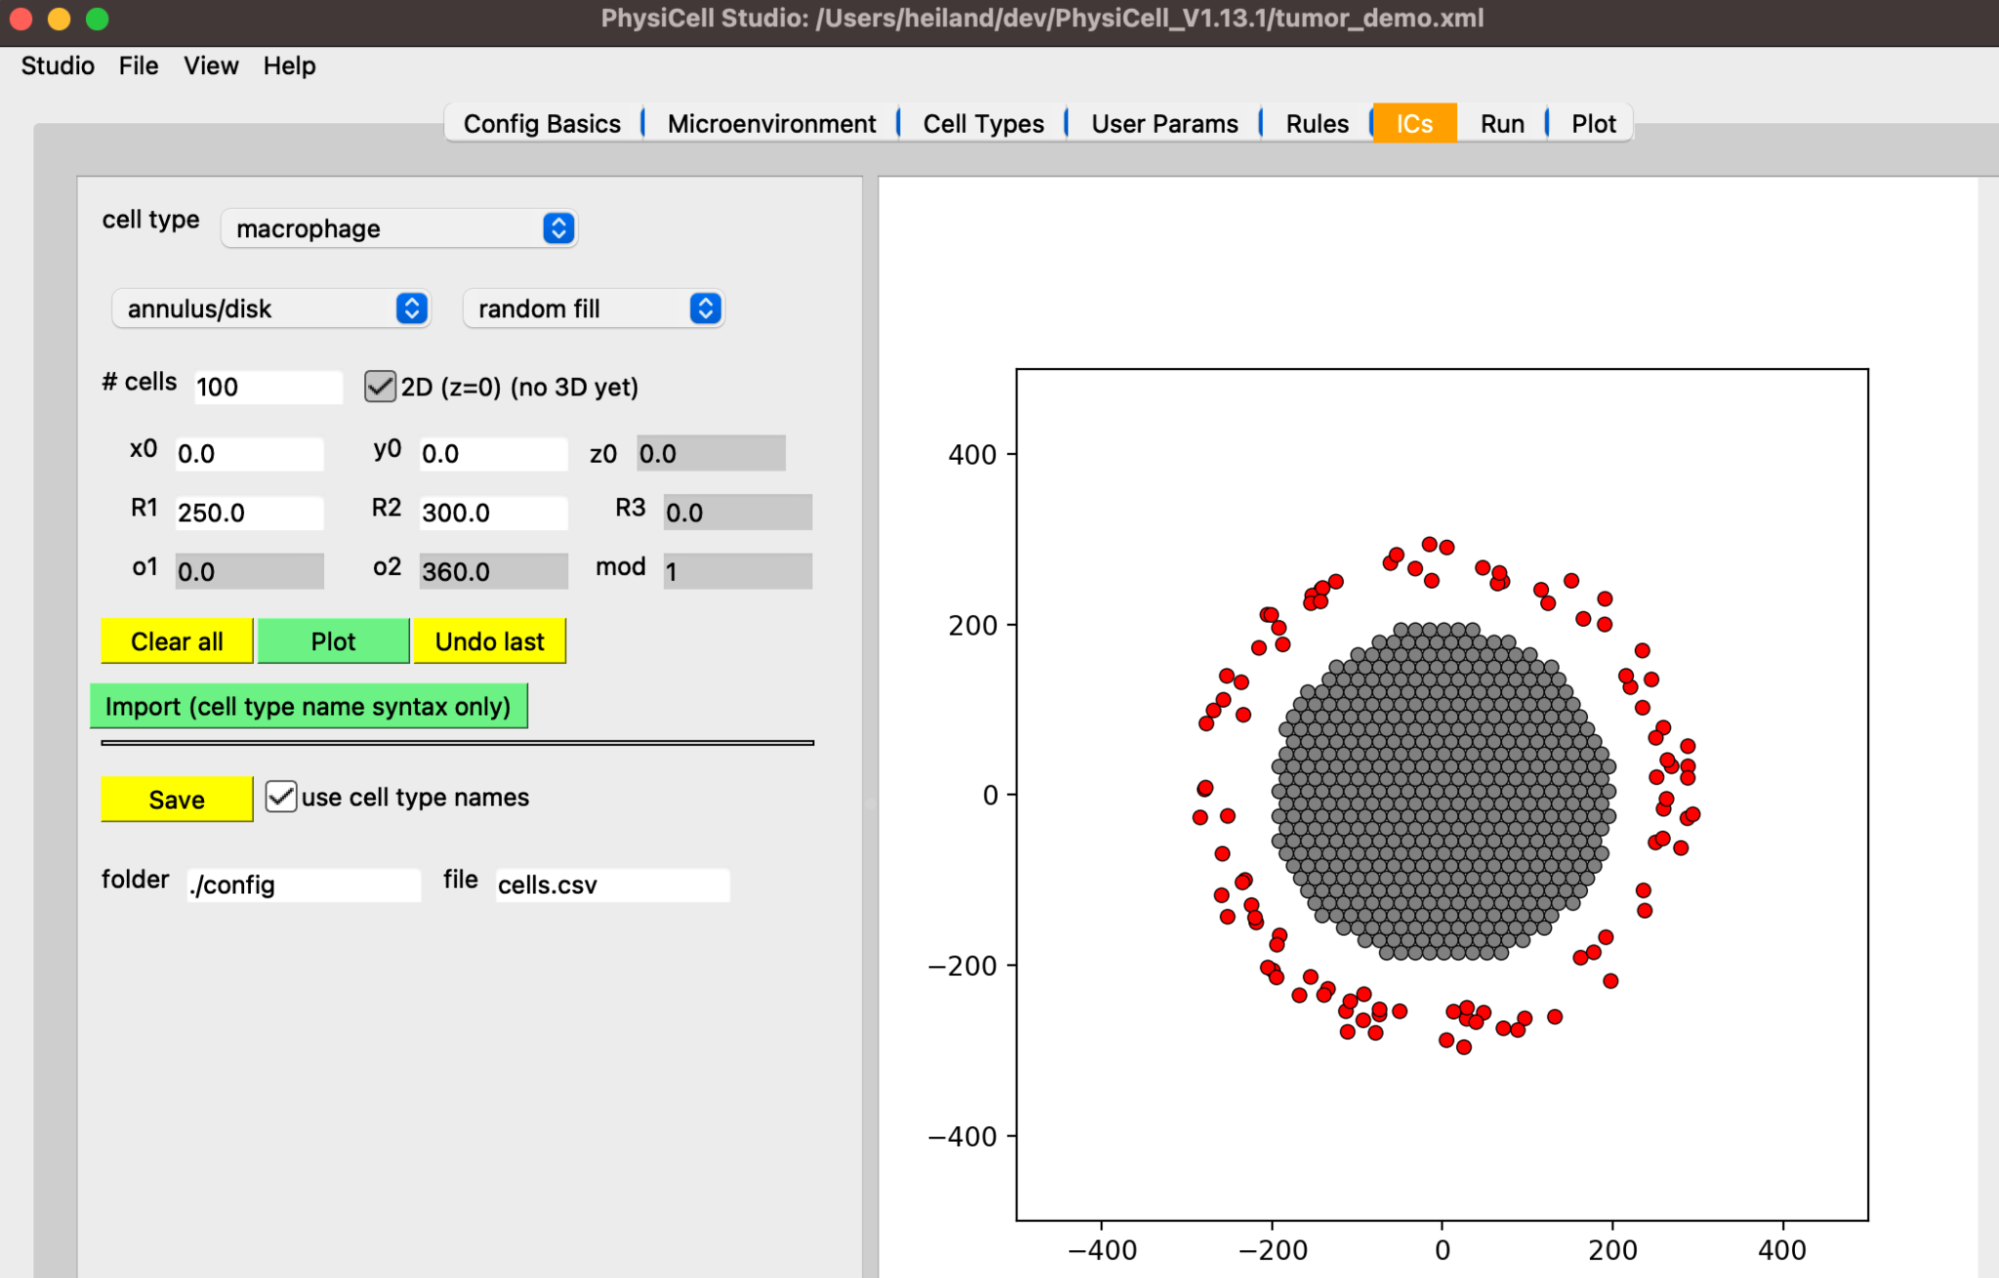 PhysiCell Studio: /Users/heiland/dev/PhysiCell_V1.13.1/tumor_demo.xml
Studio File View Help
Config Basics Microenvironment Cell Types User Params Rules ICs Run Plot
cell type macrophage
annulus/disk random fill
# cells 100 2D (z=0) (no 3D yet)
x0 0.0 y0 0.0 z0 0.0
R1 250.0 R2 300.0 R3 0.0
o1 0.0 o2 360.0 mod 1
Clear all Plot Undo last
Import (cell type name syntax only)
Save use cell type names
folder ./config file cells.csv
400
200
0
−200
−400
−400 −200 0 200 400